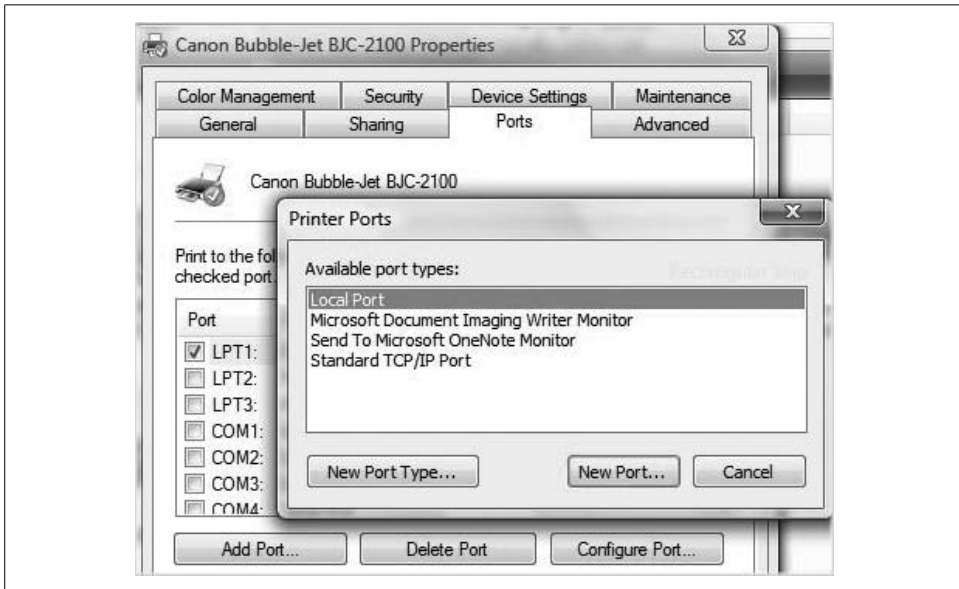 Canon Bubble-Jet BJC-2100 Properties
Color Management Security Device Settings Maintenance
General Sharing Ports Advanced
Canon Bubble-Jet BJC-2100
Print to the fol
checked port.
Port
LPT1:
LPT2:
LPT3:
COM1:
COM2:
COM3:
COM4:
Add Port... Delete Port Configure Port...
Printer Ports
Available port types:
Local Port
Microsoft Document Imaging Writer Monitor
Send To Microsoft OneNote Monitor
Standard TCP/IP Port
New Port Type... New Port... Cancel